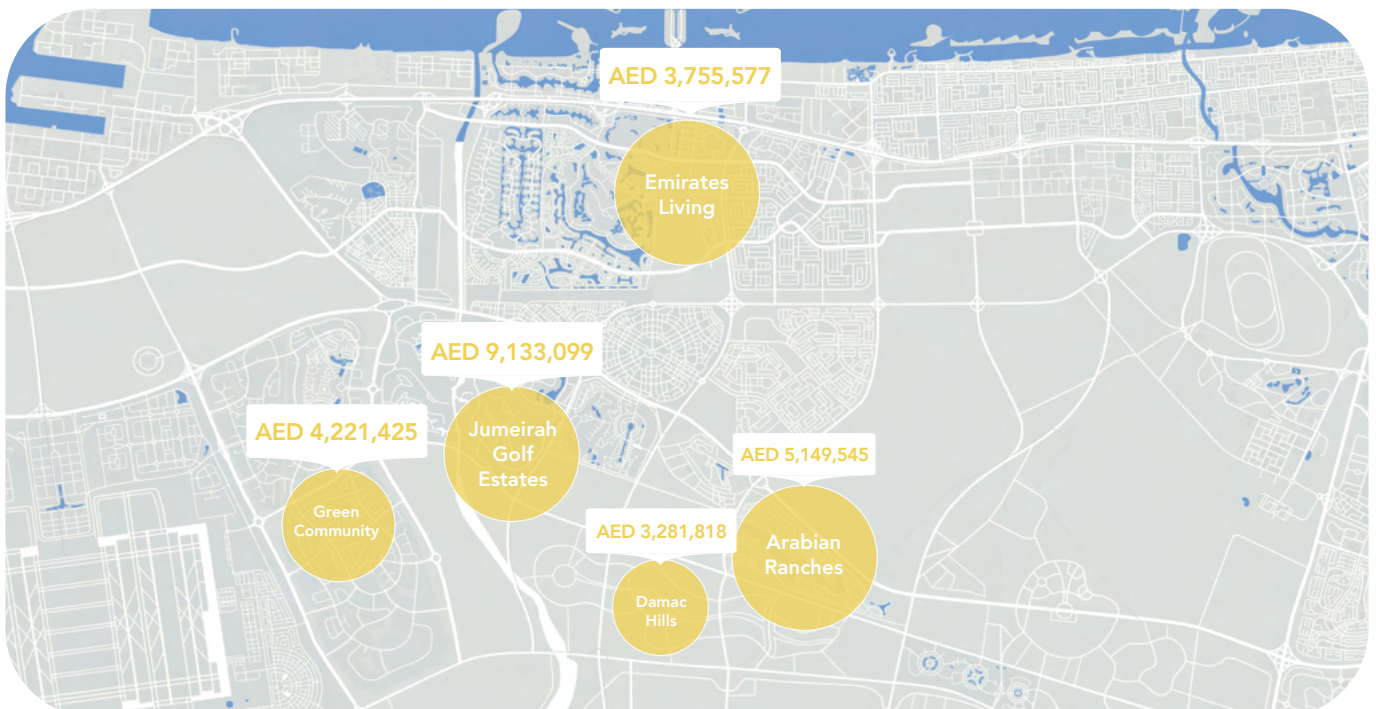 AED 3,755,577
Emirates
Living
AED 9,133,099
Jumeirah
Golf
Estates
AED 4,221,425
Green
Community
AED 5,149,545
Arabian
Ranches
AED 3,281,818
Damac
Hills